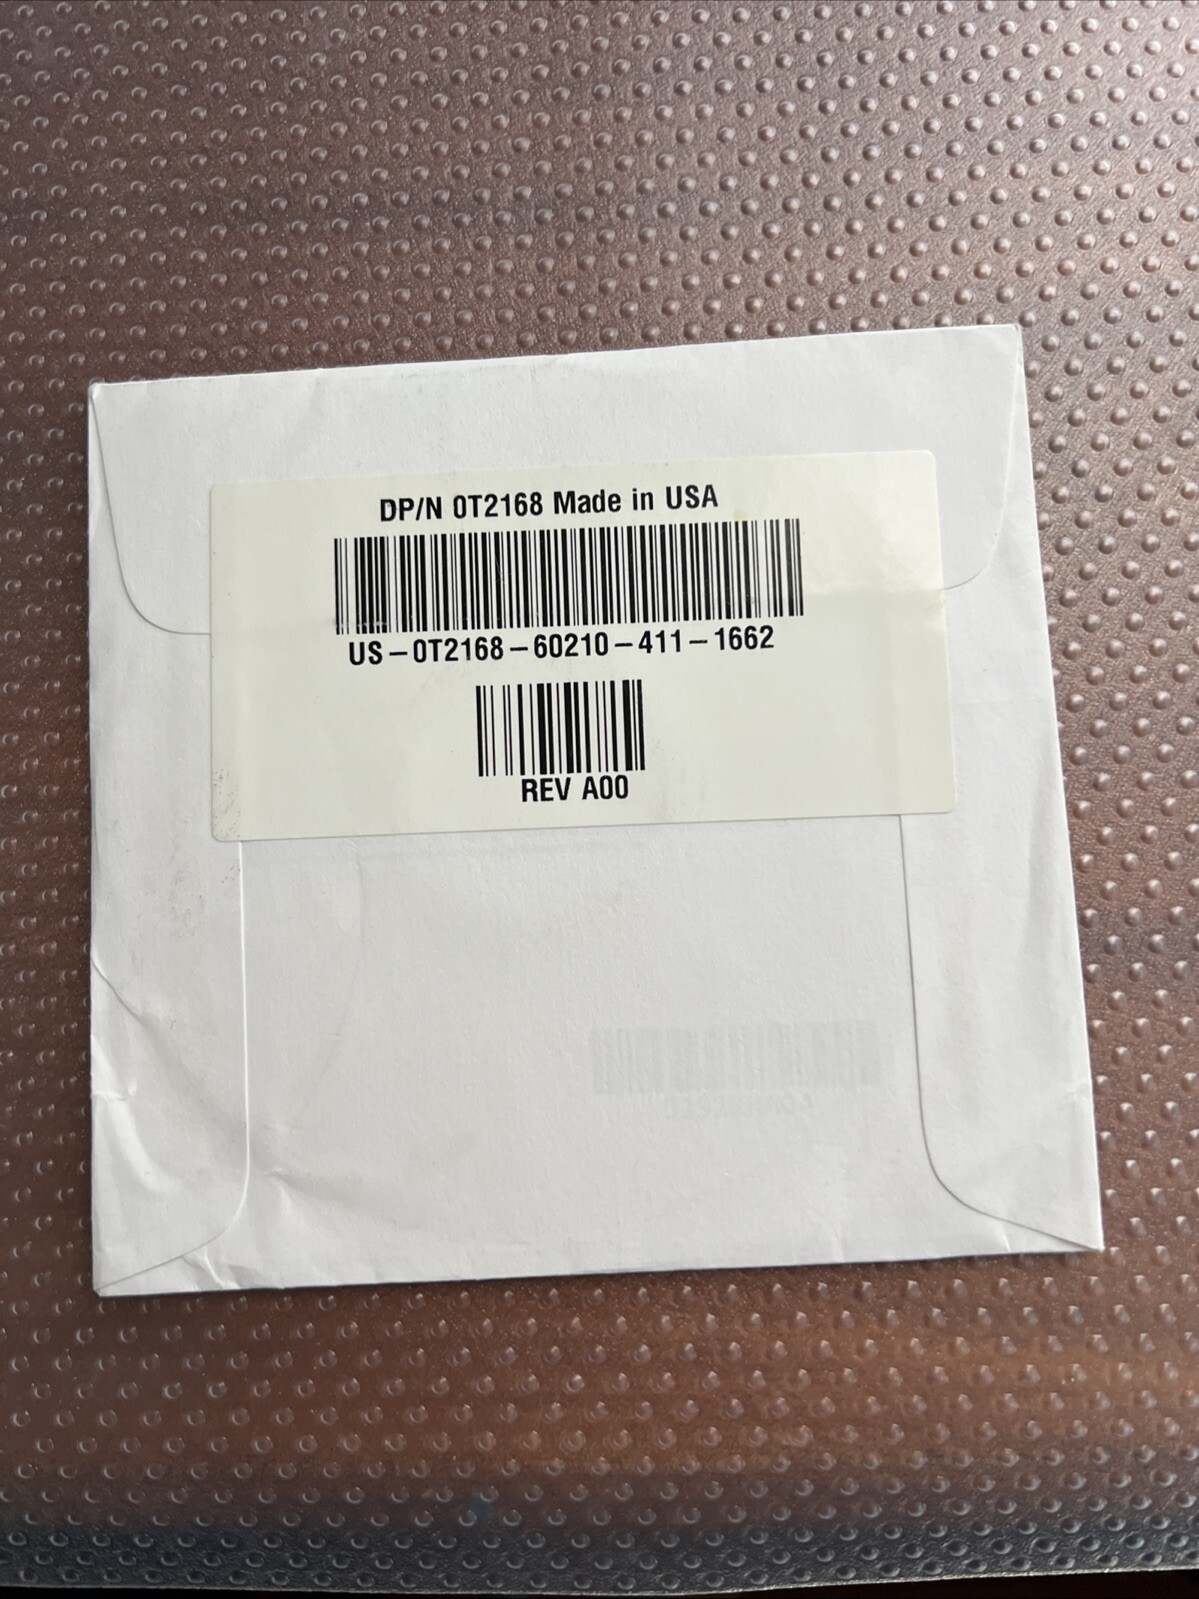 DP/N 0T2168 Made in USA
US-0T2168-60210-411-1662
REV A00